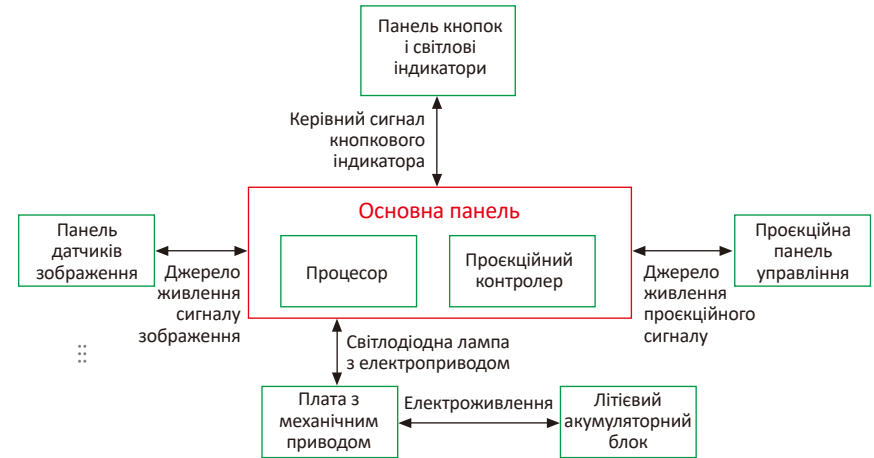 Панель кнопок
і світлові
індикатори
Керівний сигнал
кнопкового
індикатора
Основна панель
Панель
датчиків
зображення
Процесор
Проєкційний
контролер
Проєкційна
панель
управління
Джерело
живлення
сигналу
зображення
Джерело
живлення
проєкційного
сигналу
Світлодіодна лампа
з електроприводом
Плата з
механічним
приводом
Електроживлення
Літієвий
акумуляторний
блок